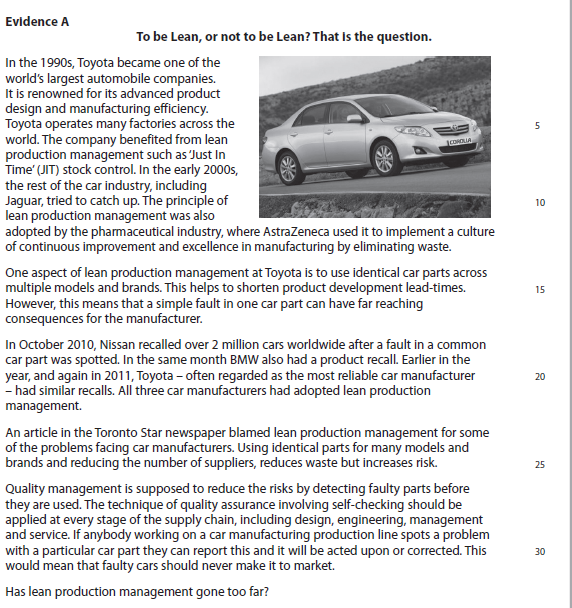 Evidence A
To be Lean, or not to be Lean? That is the question.
In the 1990s, Toyota became one of the
world's largest automobile companies.
It is renowned for its advanced product
design and manufacturing efficiency.
Toyota operates many factories across the
5
world. The company benefited from lean
production management such as 'Just In
Time' (JIT) stock control. In the early 2000s,
the rest of the car industry, including
Jaguar, tried to catch up. The principle of
10
lean production management was also
COROLLA
adopted by the pharmaceutical industry, where AstraZeneca used it to implement a culture
of continuous improvement and excellence in manufacturing by eliminating waste.
One aspect of lean production management at Toyota is to use identical car parts across
multiple models and brands. This helps to shorten product development lead-times.
15
However, this means that a simple fault in one car part can have far reaching
consequences for the manufacturer.
In October 2010, Nissan recalled over 2 million cars worldwide after a fault in a common
car part was spotted. In the same month BMW also had a product recall. Earlier in the
year, and again in 2011, Toyota – often regarded as the most reliable car manufacturer
20
– had similar recalls. All three car manufacturers had adopted lean production
management.
An article in the Toronto Star newspaper blamed lean production management for some
of the problems facing car manufacturers. Using identical parts for many models and
brands and reducing the number of suppliers, reduces waste but increases risk.
25
Quality management is supposed to reduce the risks by detecting faulty parts before
they are used. The technique of quality assurance involving self-checking should be
applied at every stage of the supply chain, including design, engineering, management
and service. If anybody working on a car manufacturing production line spots a problem
with a particular car part they can report this and it will be acted upon or corrected. This
30
would mean that faulty cars should never make it to market.
Has lean production management gone too far?